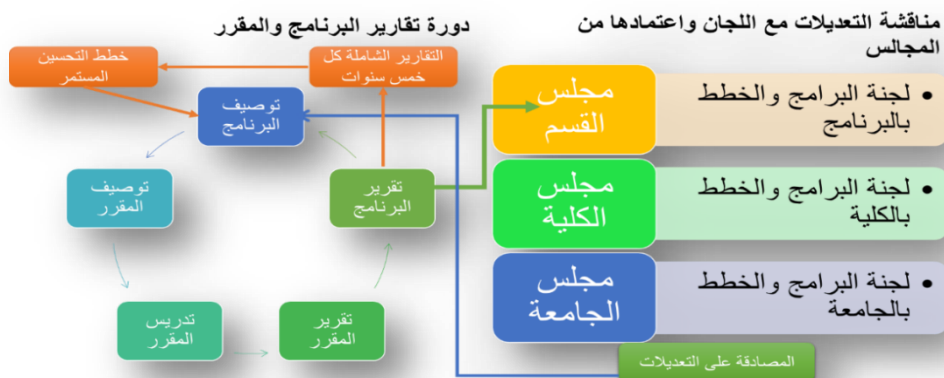 مناقشة التعديلات مع اللجان واعتمادها من
المجالس
• لجنة البرامج والخطط
بالبرنامج
مجلس
القسم
• لجنة البرامج والخطط
بالكلية
مجلس
الكلية
• لجنة البرامج والخطط
بالجامعة
مجلس
الجامعة
المصادقة على التعديلات
دورة تقارير البرنامج والمقرر
التقارير الشاملة كل
خمس سنوات
خطط التحسين
المستمر
توصيف
البرنامج
توصيف
المقرر
تدريس
المقرر
تقرير
المقرر
تقرير
البرنامج